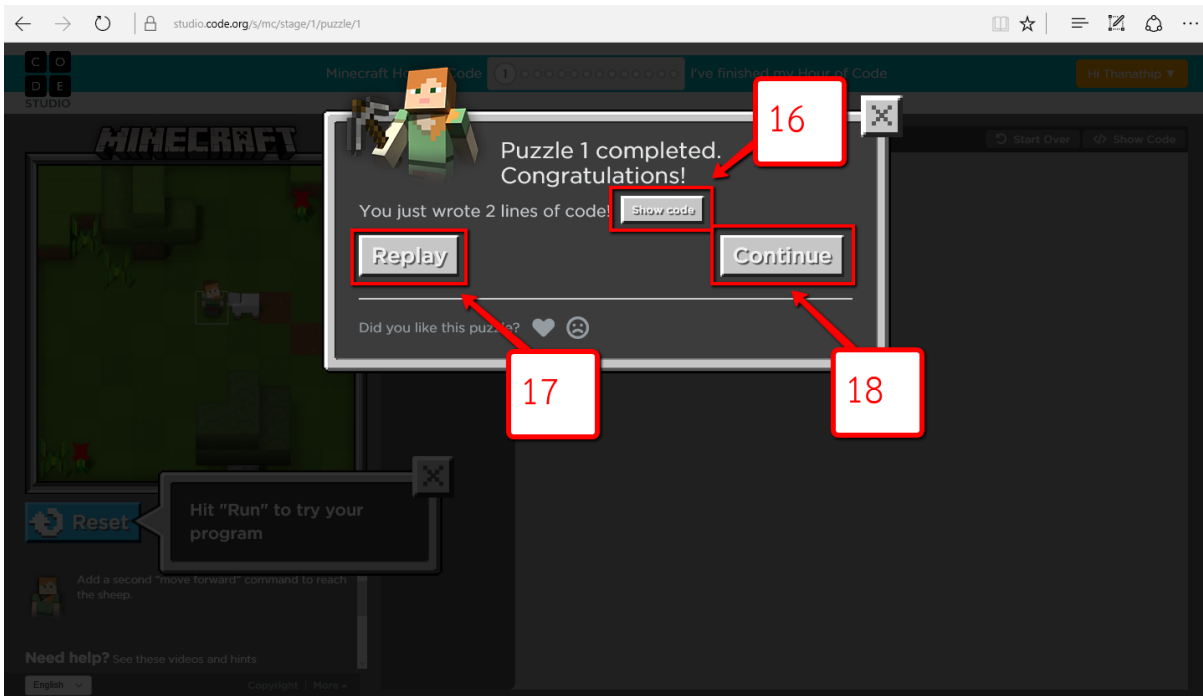 studio.code.org/s/mc/stage/1/puzzle/1
CO
DE
STUDIO
Minecraft Hour of Code 1 I've finished my Hour of Code
Hi Thanathip ▼
MINECRAFT
Start Over </> Show Code
16
Puzzle 1 completed.
Congratulations!
You just wrote 2 lines of code! Show code
Replay Continue
Did you like this puzzle?
17
18
Reset
Hit "Run" to try your
program
Add a second "move forward" command to reach
the sheep.
Need help? See these videos and hints
English
Copyright | More